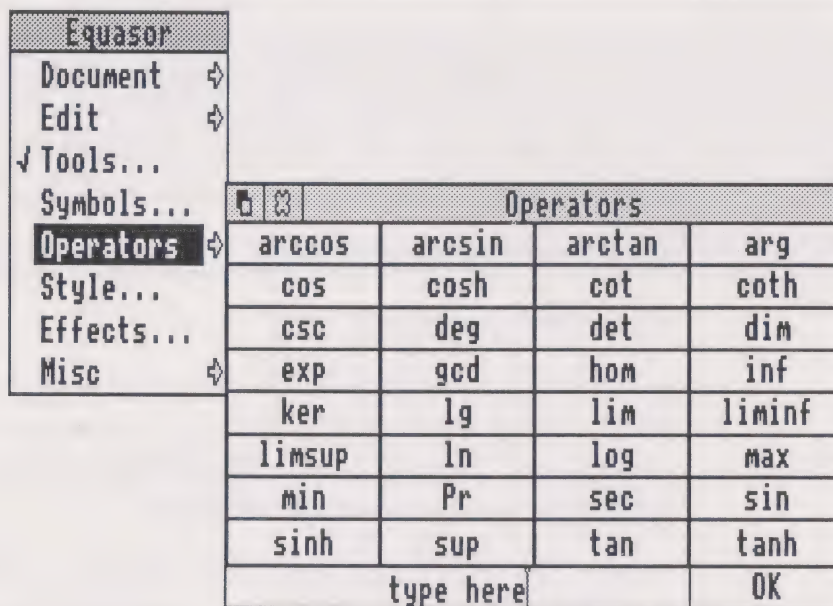 Equasor
Document
Edit
√ Tools...
Symbols...
Operators
Style...
Effects...
Misc
Operators
arccos arcsin arctan arg
cos cosh cot coth
csc deg det dim
exp gcd hom inf
ker lg lim liminf
limsup ln log max
min Pr sec sin
sinh sup tan tanh
type here OK